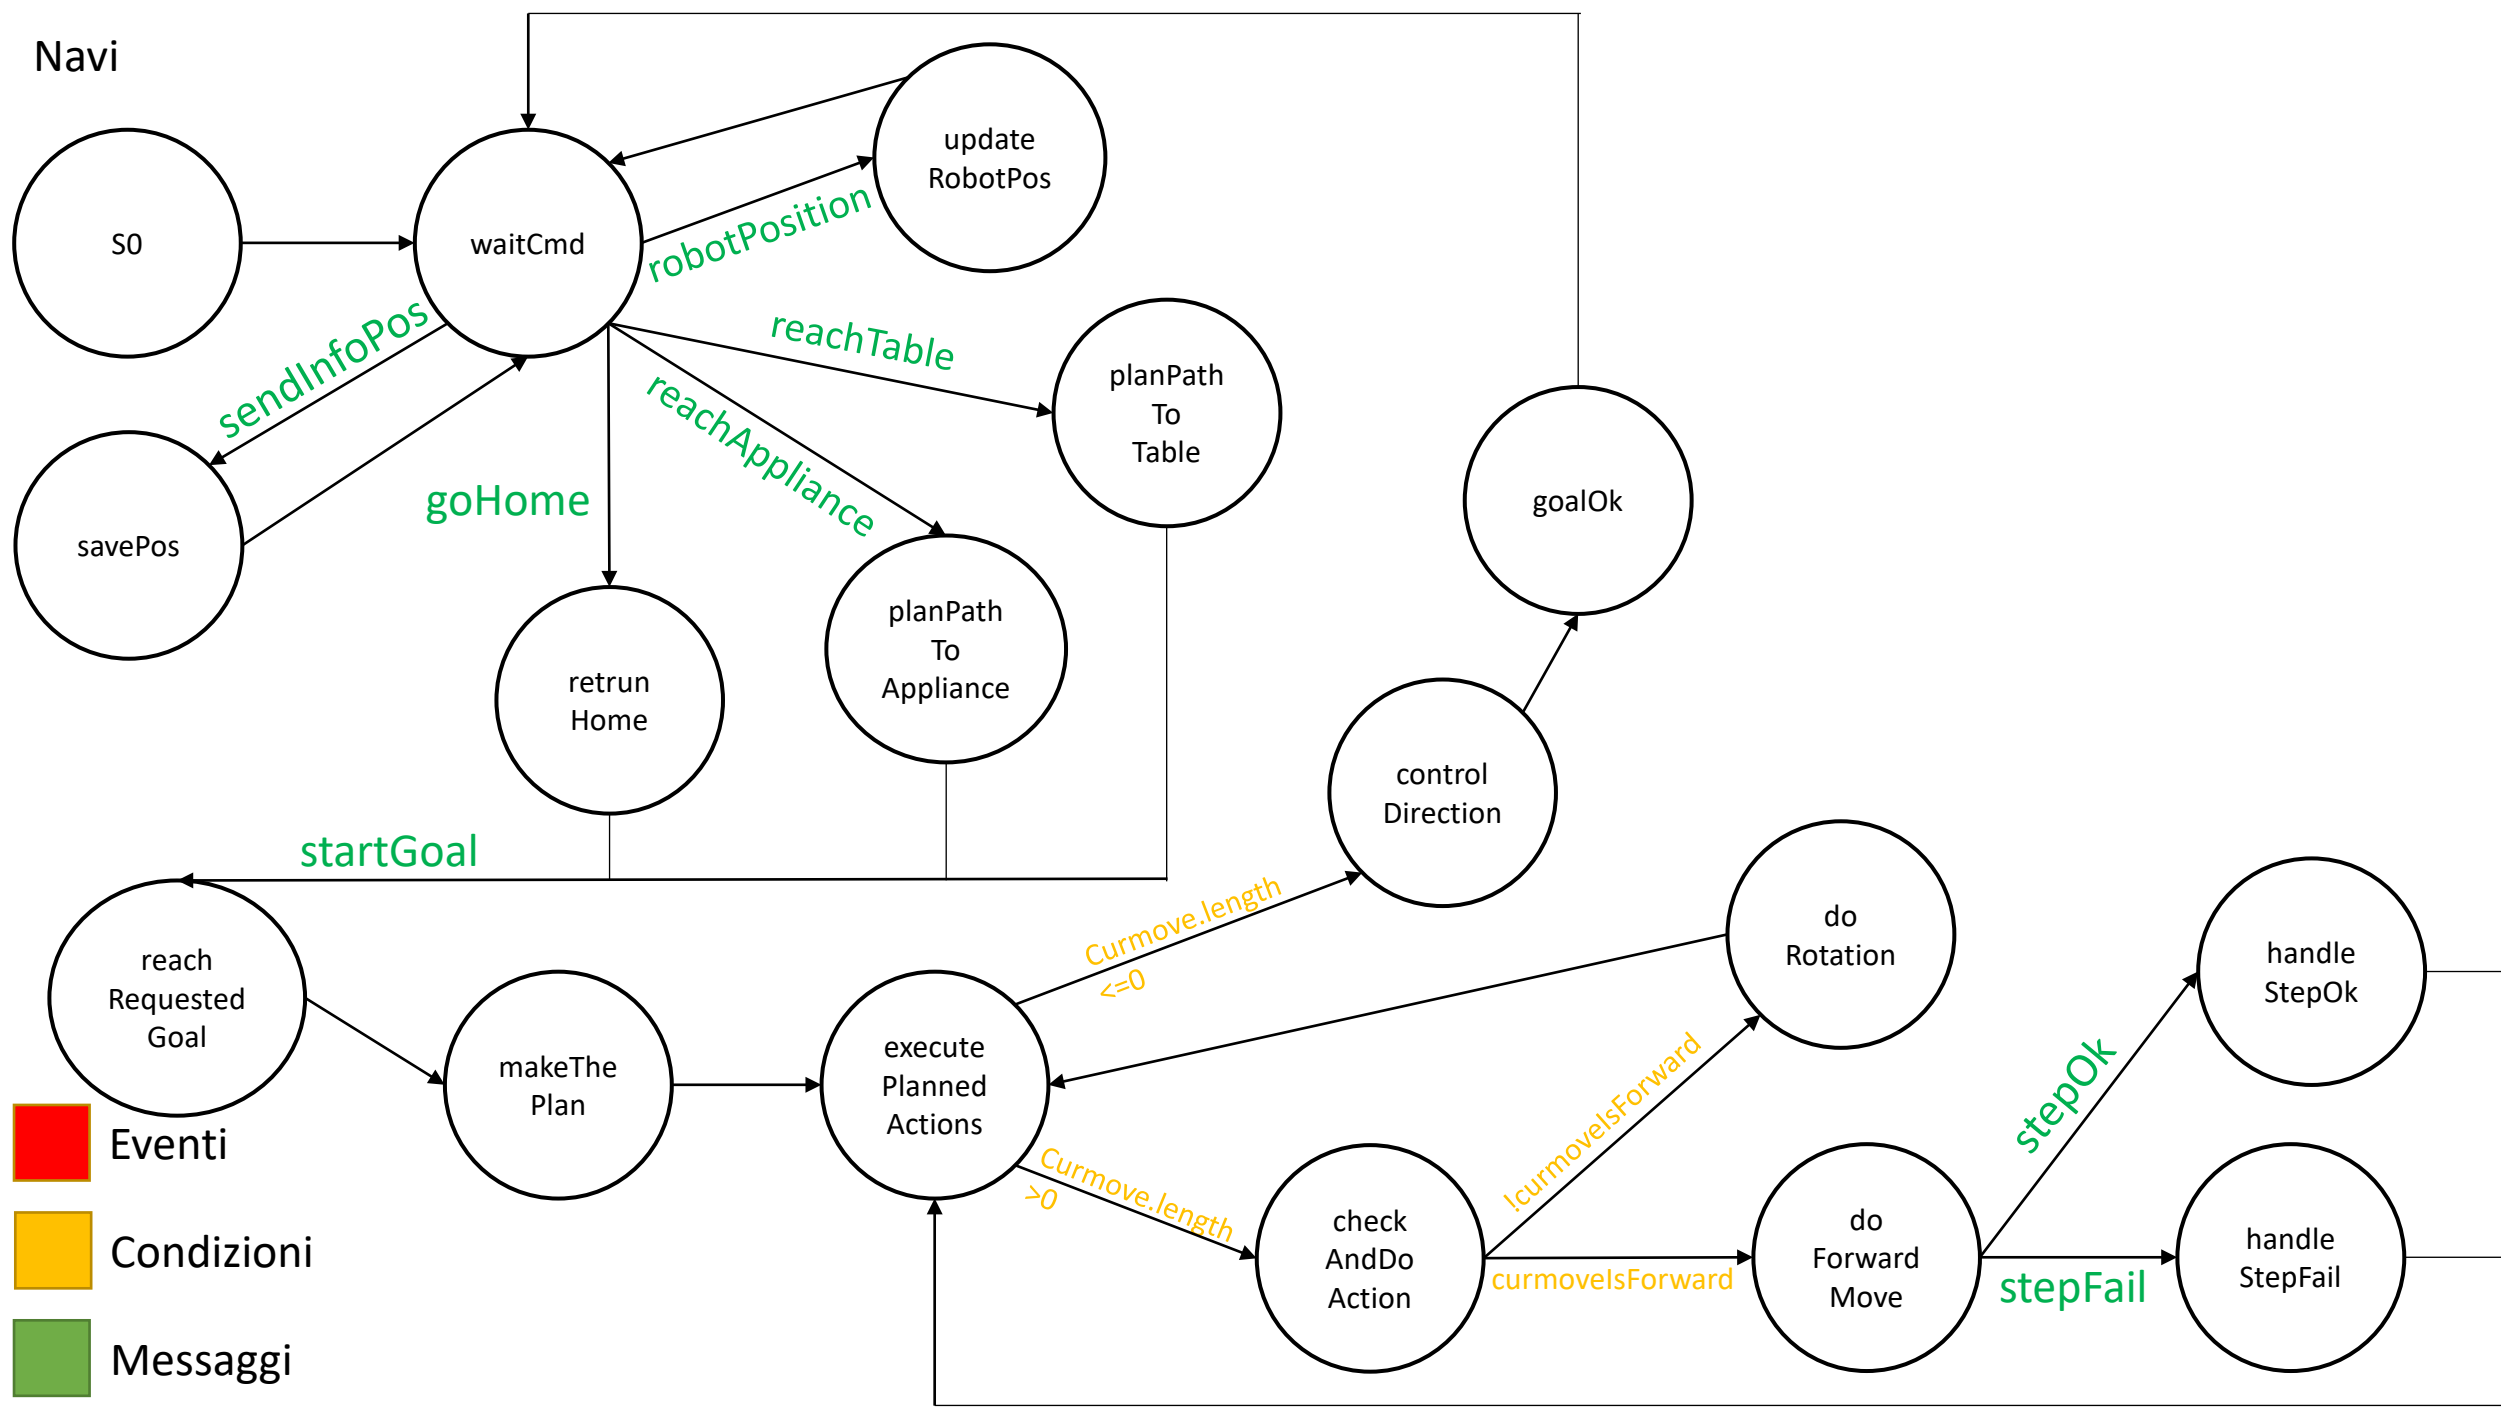 Navi
S0
waitCmd
update
RobotPos
robotPosition
sendInfoPos
savePos
goHome
reachAppliance
reachTable
planPath
To
Table
goalOk
planPath
To
Appliance
retrun
Home
control
Direction
startGoal
reach
Requested
Goal
makeThe
Plan
execute
Planned
Actions
Curmove.length
<=0
Curmove.length
>0
check
AndDo
Action
!curmoveIsForward
curmoveIsForward
do
Rotation
do
Forward
Move
stepOk
stepFail
handle
StepOk
handle
StepFail
Eventi
Condizioni
Messaggi